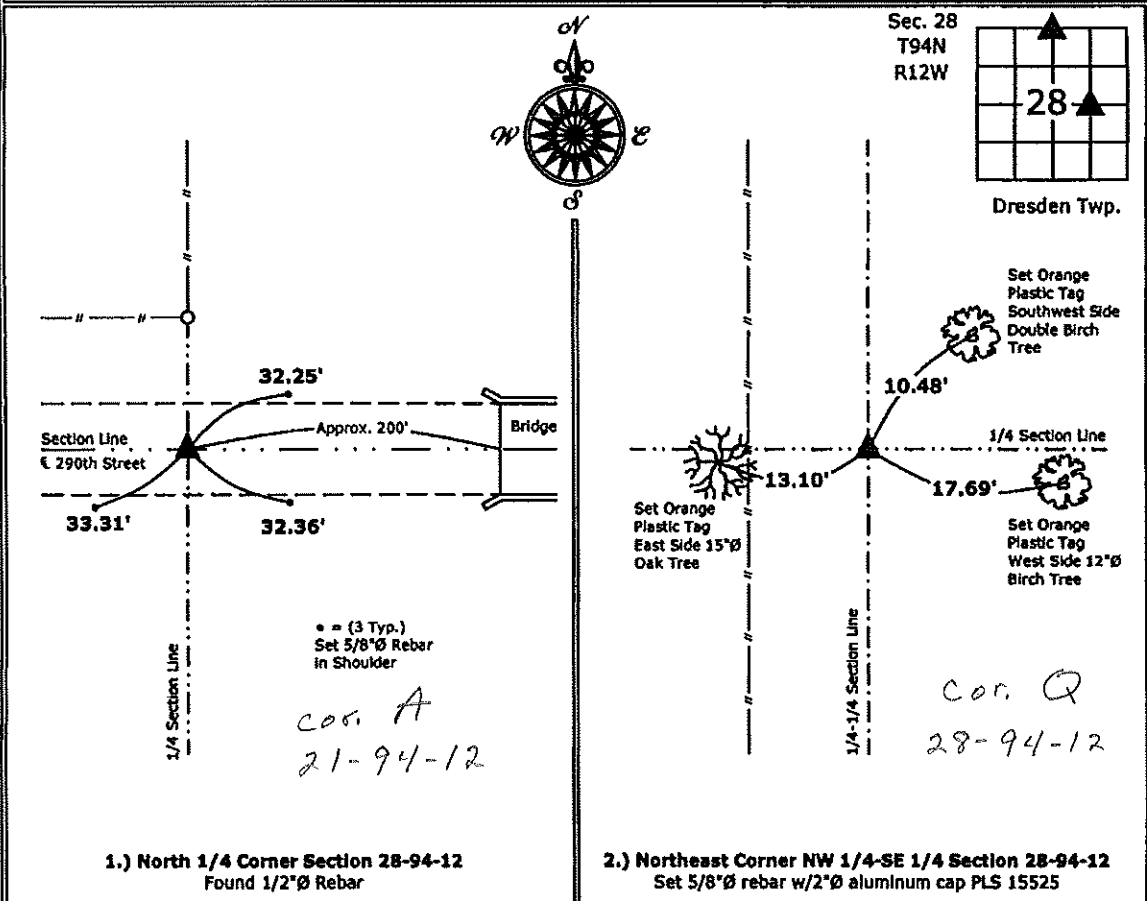 N
W
E
S
Sec. 28
T94N
R12W
28
Dresden Twp.
32.25'
Approx. 200'
Bridge
Section Line
℄ 290th Street
33.31'
32.36'
• = (3 Typ.)
Set 5/8"Ø Rebar
in Shoulder
1/4 Section Line
cor. A
21-94-12
1.) North 1/4 Corner Section 28-94-12
Found 1/2"Ø Rebar
Set Orange
Plastic Tag
Southwest Side
Double Birch
Tree
10.48'
1/4 Section Line
13.10'
17.69'
Set Orange
Plastic Tag
East Side 15"Ø
Oak Tree
Set Orange
Plastic Tag
West Side 12"Ø
Birch Tree
1/4-1/4 Section Line
Cor. Q
28-94-12
2.) Northeast Corner NW 1/4-SE 1/4 Section 28-94-12
Set 5/8"Ø rebar w/2"Ø aluminum cap PLS 15525